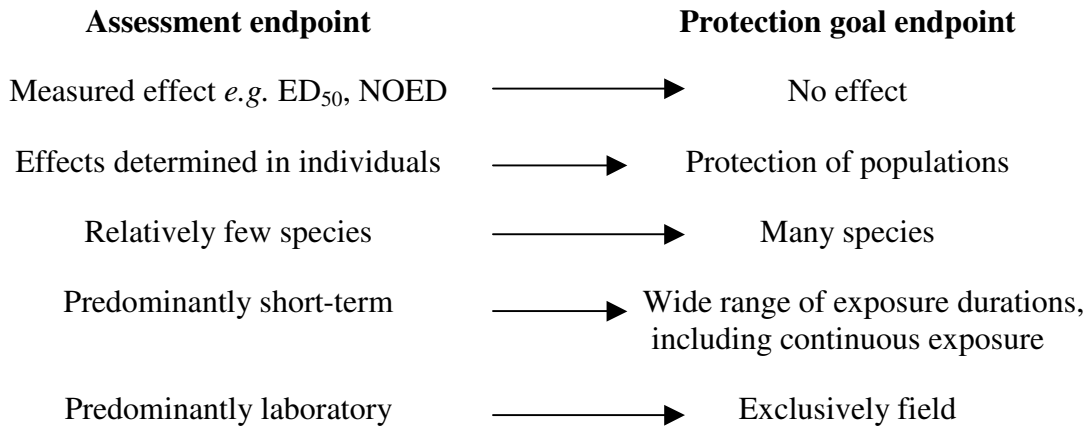 Assessment endpoint Protection goal endpoint
Measured effect e.g. ED50, NOED No effect
Effects determined in individuals Protection of populations
Relatively few species Many species
Predominantly short-term Wide range of exposure durations,
including continuous exposure
Predominantly laboratory Exclusively field